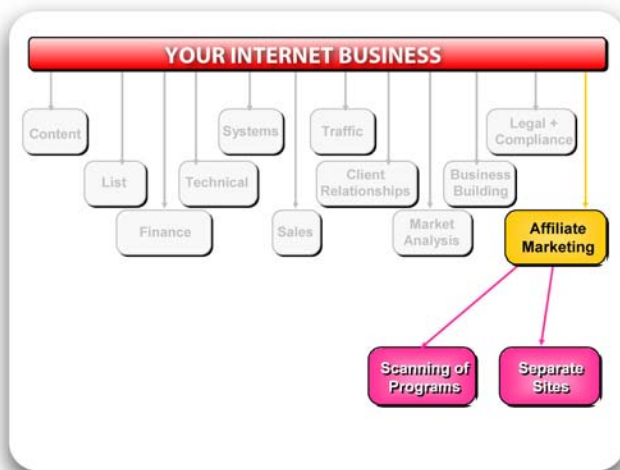 YOUR INTERNET BUSINESS
Content
Systems
Traffic
Legal +
Compliance
List
Technical
Client
Relationships
Business
Building
Finance
Sales
Market
Analysis
Affiliate
Marketing
Scanning of
Programs
Separate
Sites